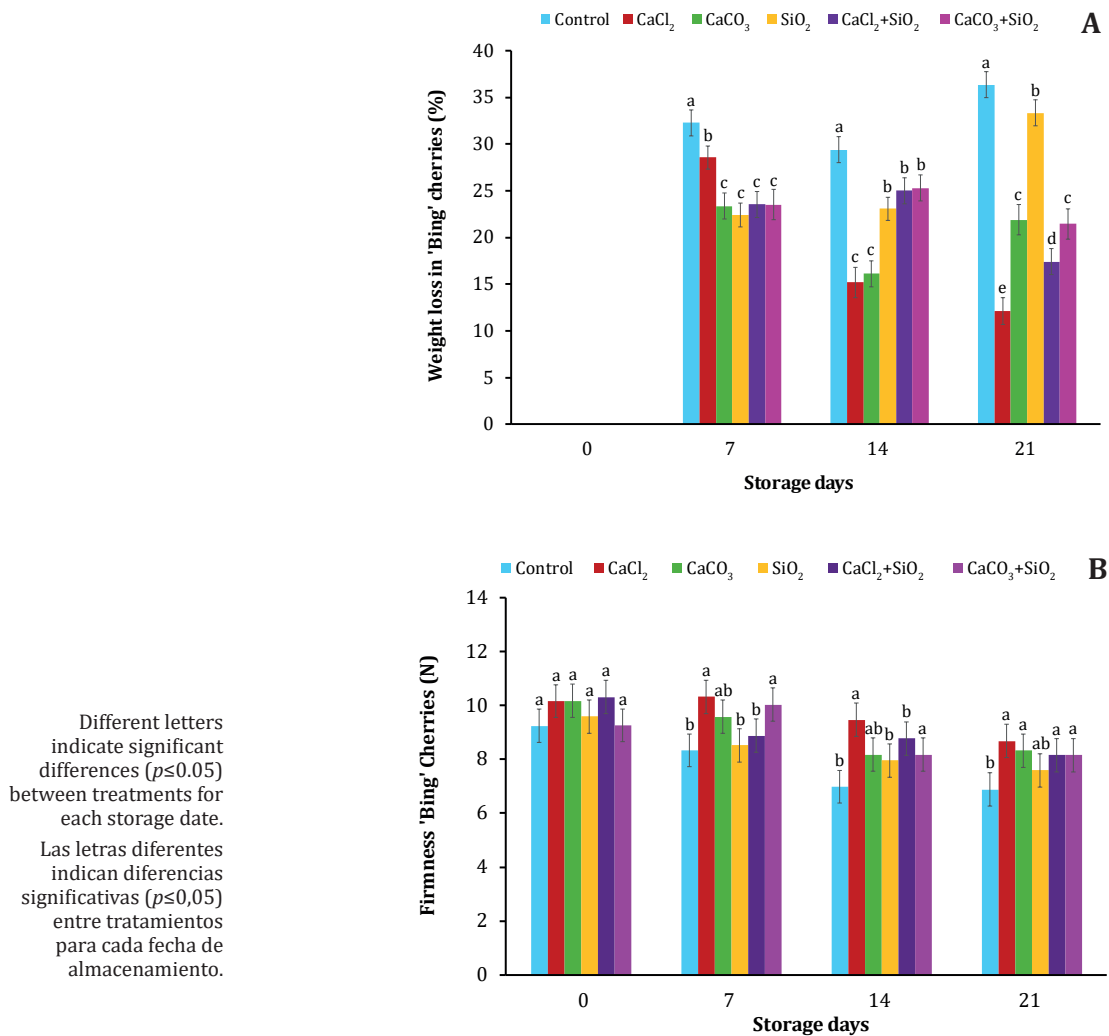 Control CaCl₂ CaCO₃ SiO₂ CaCl₂+SiO₂ CaCO₃+SiO₂
A
Weight loss in 'Bing' cherries (%)
40
35
30
25
20
15
10
5
0
a b c c c c
a c c b b b
a e c b d c
0 7 14 21
Storage days
Control CaCl₂ CaCO₃ SiO₂ CaCl₂+SiO₂ CaCO₃+SiO₂
B
Firmness 'Bing' Cherries (N)
14
12
10
8
6
4
2
0
a a a a a a
b a ab b b a
b a ab b b a
b a a ab a a
0 7 14 21
Storage days
Different letters
indicate significant
differences (p≤0.05)
between treatments for
each storage date.
Las letras diferentes
indican diferencias
significativas (p≤0,05)
entre tratamientos
para cada fecha de
almacenamiento.